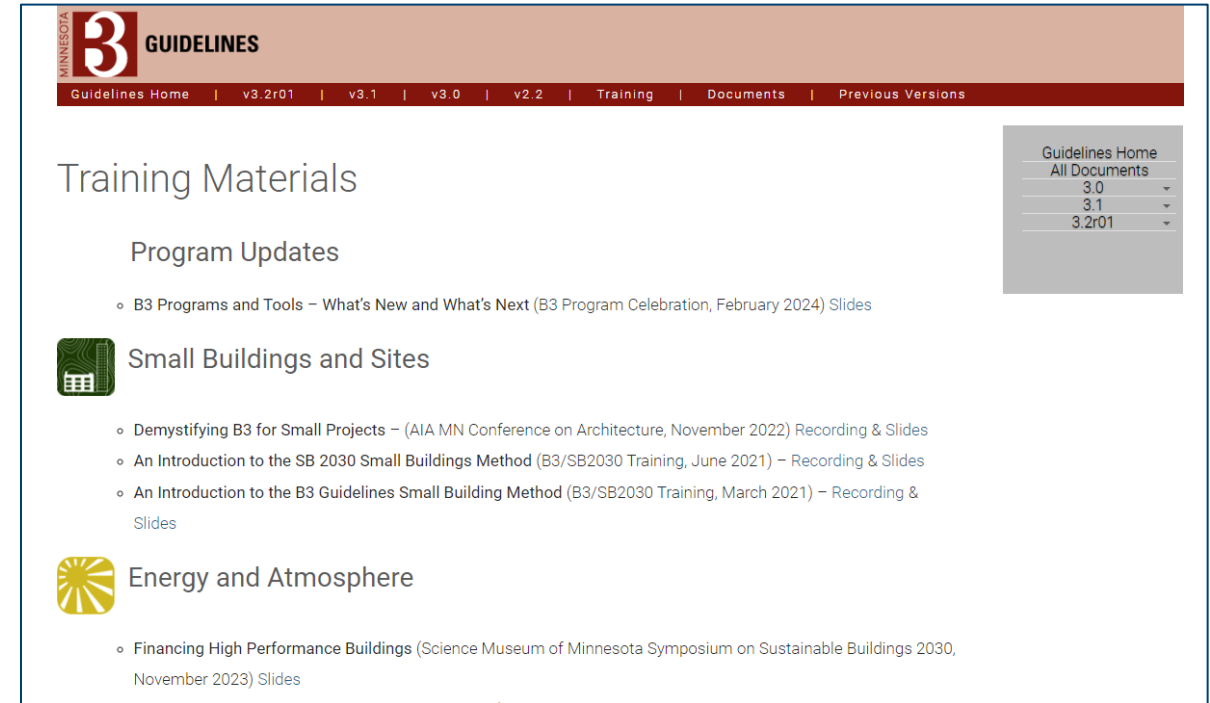 MINNESOTA
B3 GUIDELINES
Guidelines Home | v3.2r01 | v3.1 | v3.0 | v2.2 | Training | Documents | Previous Versions
Guidelines Home
All Documents
3.0
3.1
3.2r01
Training Materials
Program Updates
B3 Programs and Tools – What’s New and What’s Next (B3 Program Celebration, February 2024) Slides
Small Buildings and Sites
Demystifying B3 for Small Projects – (AIA MN Conference on Architecture, November 2022) Recording & Slides
An Introduction to the SB 2030 Small Buildings Method (B3/SB2030 Training, June 2021) – Recording & Slides
An Introduction to the B3 Guidelines Small Building Method (B3/SB2030 Training, March 2021) – Recording &
Slides
Energy and Atmosphere
Financing High Performance Buildings (Science Museum of Minnesota Symposium on Sustainable Buildings 2030,
November 2023) Slides